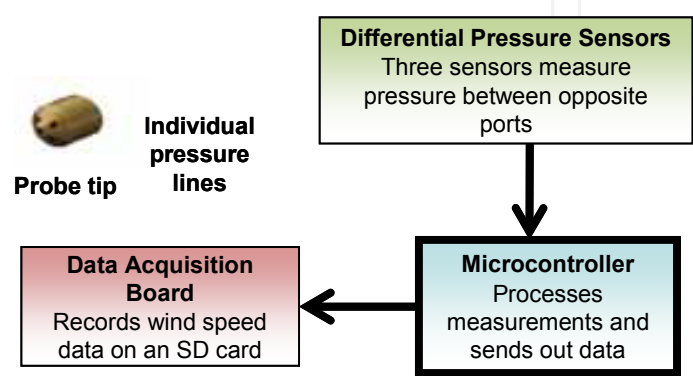 Differential Pressure Sensors
Three sensors measure
pressure between opposite
ports
Individual
pressure
lines
Probe tip
Data Acquisition
Board
Records wind speed
data on an SD card
Microcontroller
Processes
measurements and
sends out data